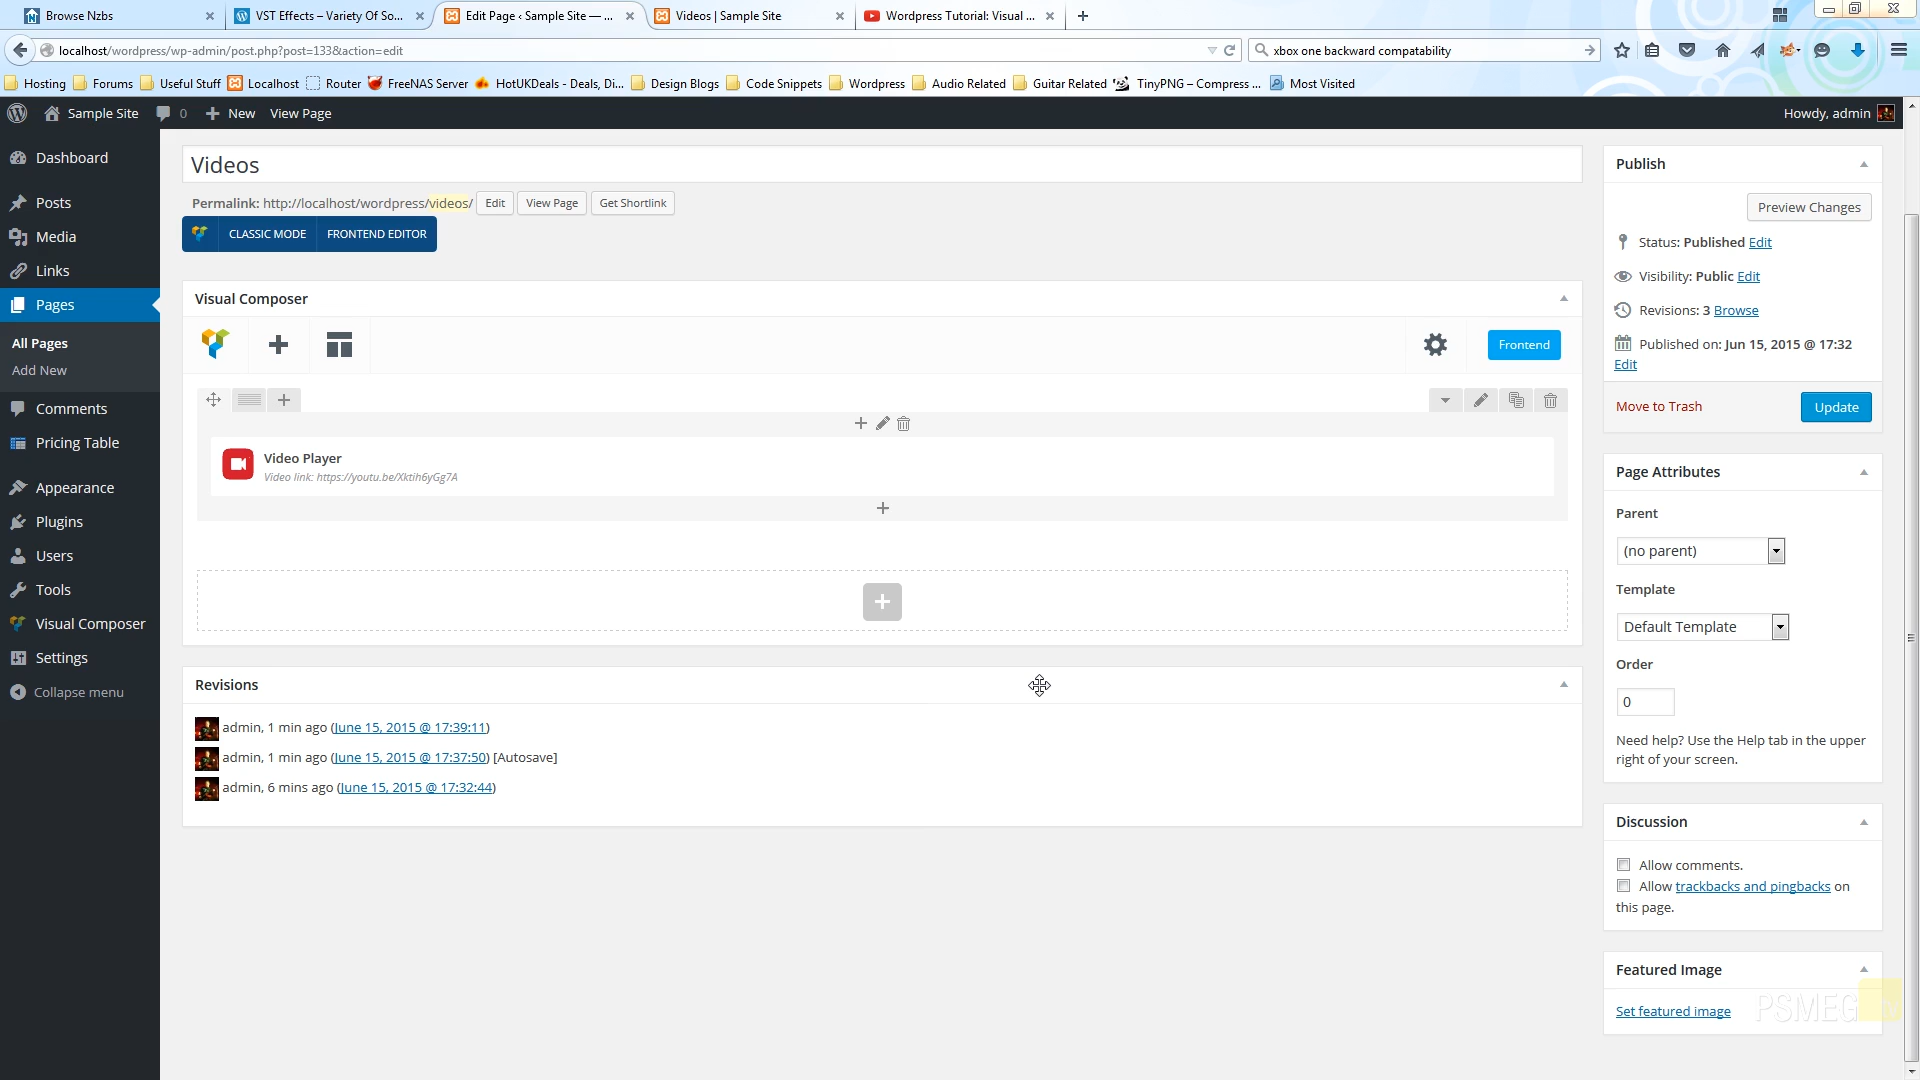 Browse Nzbs
VST Effects – Variety Of So...
Edit Page ‹ Sample Site — ...
Videos | Sample Site
Wordpress Tutorial: Visual ...
localhost/wordpress/wp-admin/post.php?post=133&action=edit
xbox one backward compatability
Hosting
Forums
Useful Stuff
Localhost
Router
FreeNAS Server
HotUKDeals - Deals, Di...
Design Blogs
Code Snippets
Wordpress
Audio Related
Guitar Related
TinyPNG – Compress ...
Most Visited
Sample Site
0
New
View Page
Howdy, admin
Dashboard
Posts
Media
Links
Pages
All Pages
Add New
Comments
Pricing Table
Appearance
Plugins
Users
Tools
Visual Composer
Settings
Collapse menu
Videos
Permalink: http://localhost/wordpress/videos/ Edit View Page Get Shortlink
CLASSIC MODE FRONTEND EDITOR
Visual Composer
Frontend
Video Player
Video link: https://youtu.be/Xktih6yGg7A
Revisions
admin, 1 min ago (June 15, 2015 @ 17:39:11)
admin, 1 min ago (June 15, 2015 @ 17:37:50) [Autosave]
admin, 6 mins ago (June 15, 2015 @ 17:32:44)
Publish
Preview Changes
Status: Published Edit
Visibility: Public Edit
Revisions: 3 Browse
Published on: Jun 15, 2015 @ 17:32
Edit
Move to Trash
Update
Page Attributes
Parent
(no parent)
Template
Default Template
Order
0
Need help? Use the Help tab in the upper
right of your screen.
Discussion
Allow comments.
Allow trackbacks and pingbacks on
this page.
Featured Image
Set featured image
PSMEG